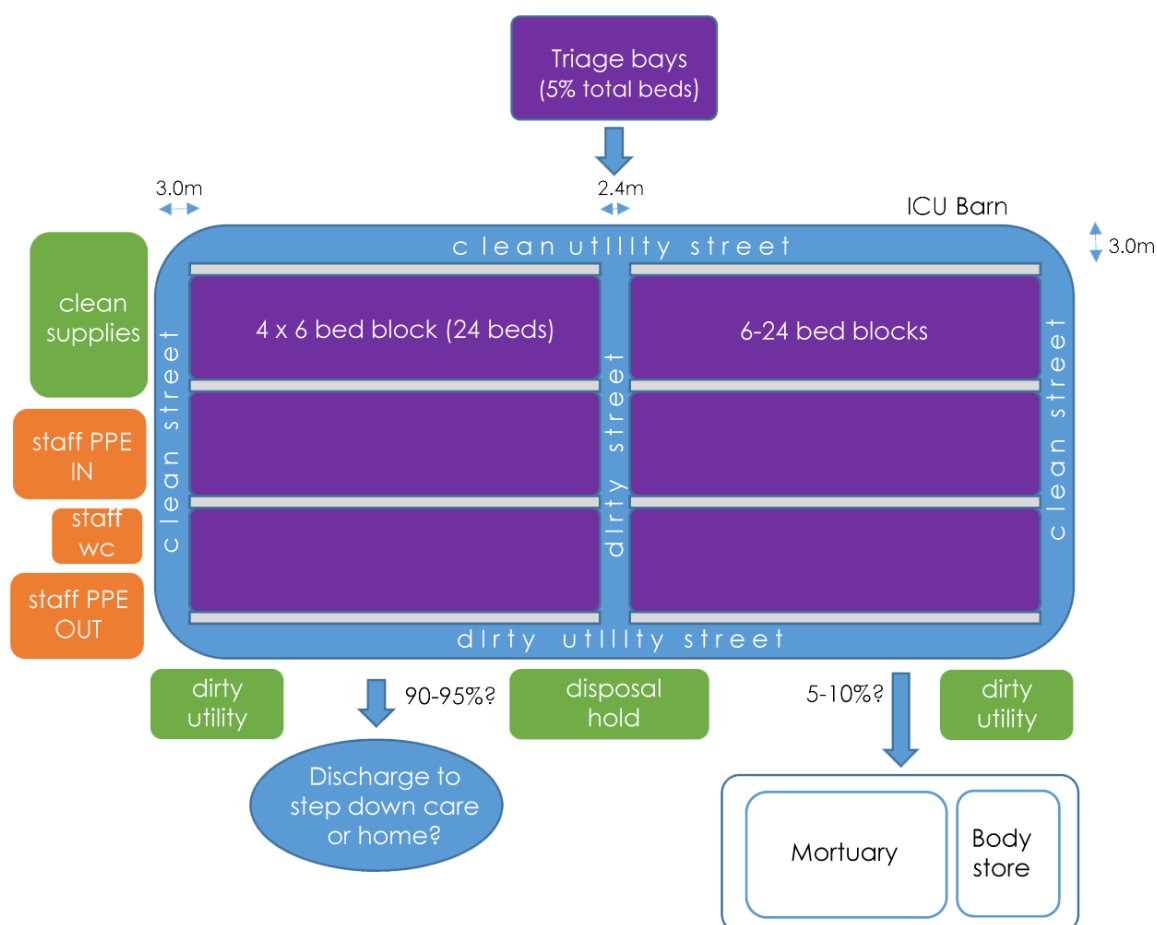 Triage bays
(5% total beds)
3.0m
2.4m
ICU Barn
3.0m
clean utility street
clean
supplies
clean street
4 x 6 bed block (24 beds)
dirty street
6-24 bed blocks
clean street
staff PPE
IN
staff
wc
staff PPE
OUT
dirty utility street
dirty
utility
90-95%?
disposal
hold
5-10%?
dirty
utility
Discharge to
step down care
or home?
Mortuary
Body
store